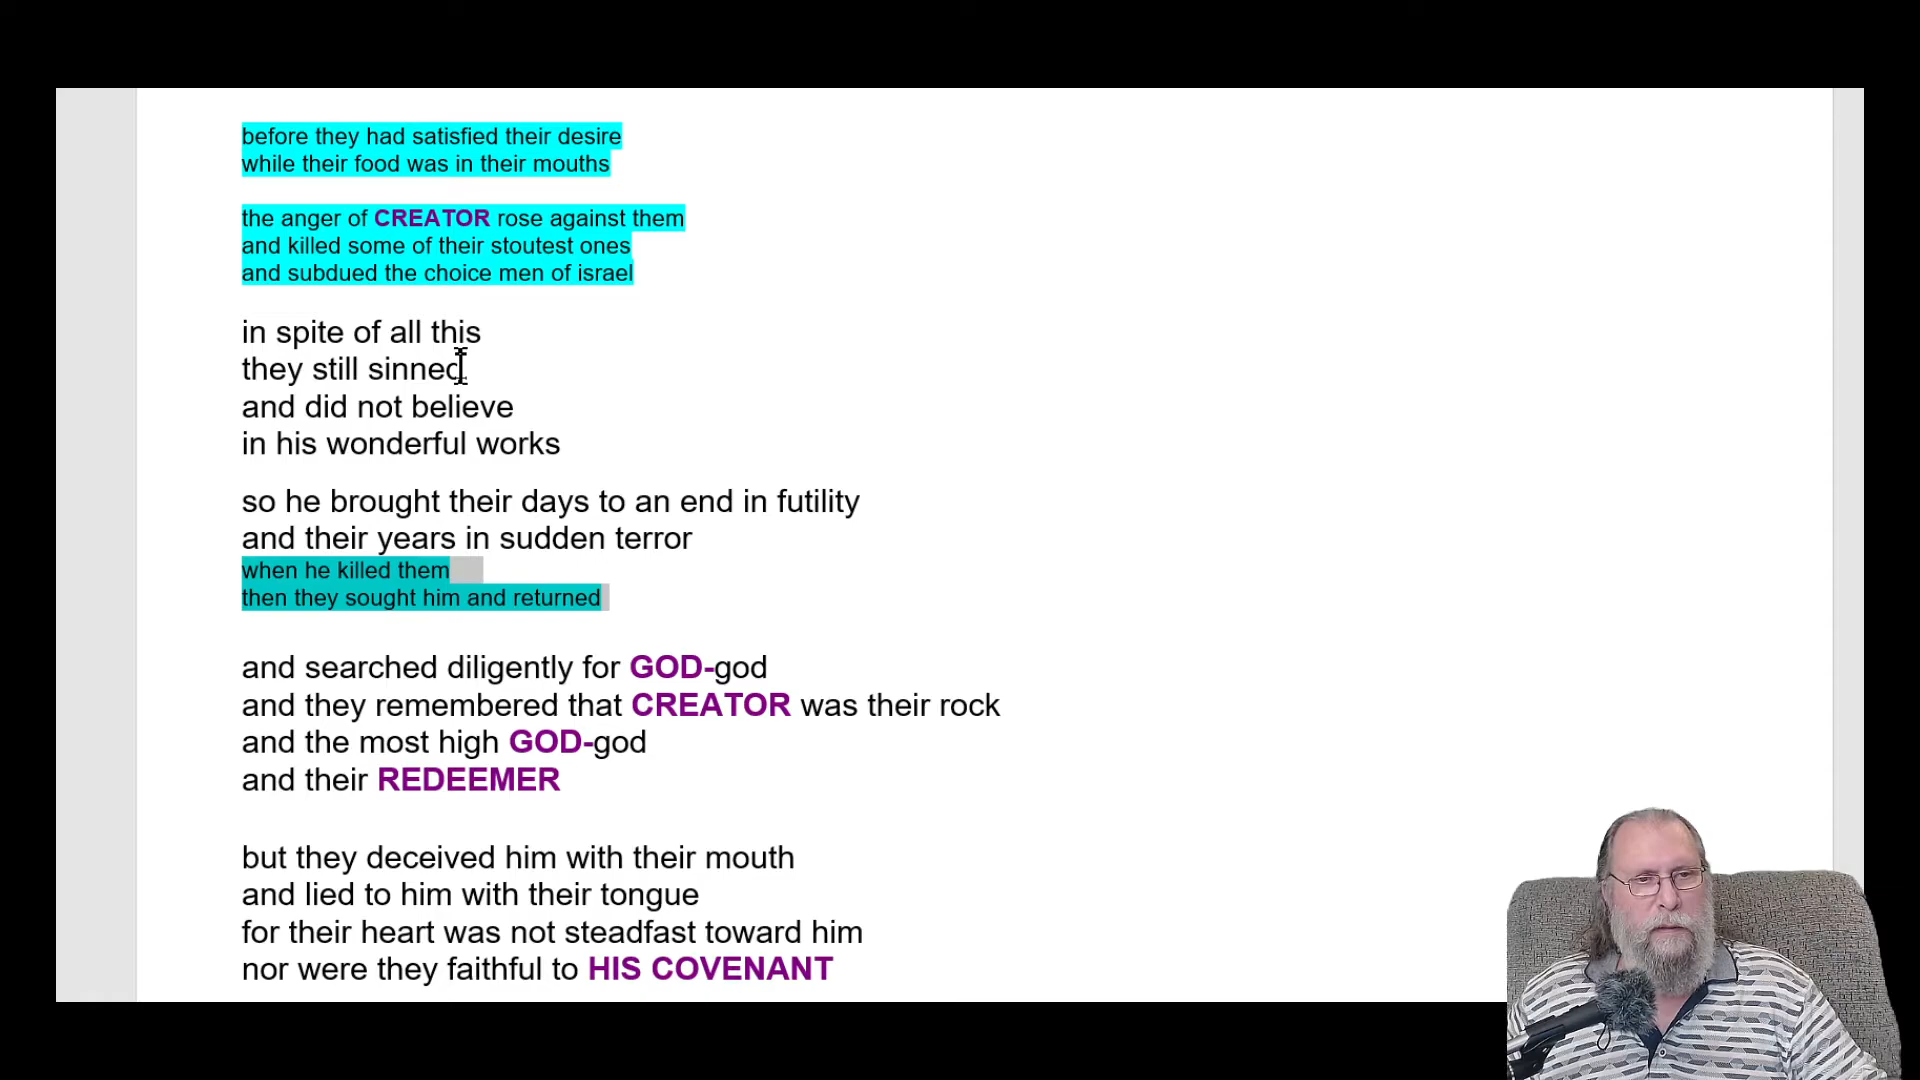 before they had satisfied their desire
while their food was in their mouths
the anger of CREATOR rose against them
and killed some of their stoutest ones
and subdued the choice men of israel
in spite of all this
they still sinned
and did not believe
in his wonderful works
so he brought their days to an end in futility
and their years in sudden terror
when he killed them
then they sought him and returned
and searched diligently for GOD-god
and they remembered that CREATOR was their rock
and the most high GOD-god
and their REDEEMER
but they deceived him with their mouth
and lied to him with their tongue
for their heart was not steadfast toward him
nor were they faithful to HIS COVENANT